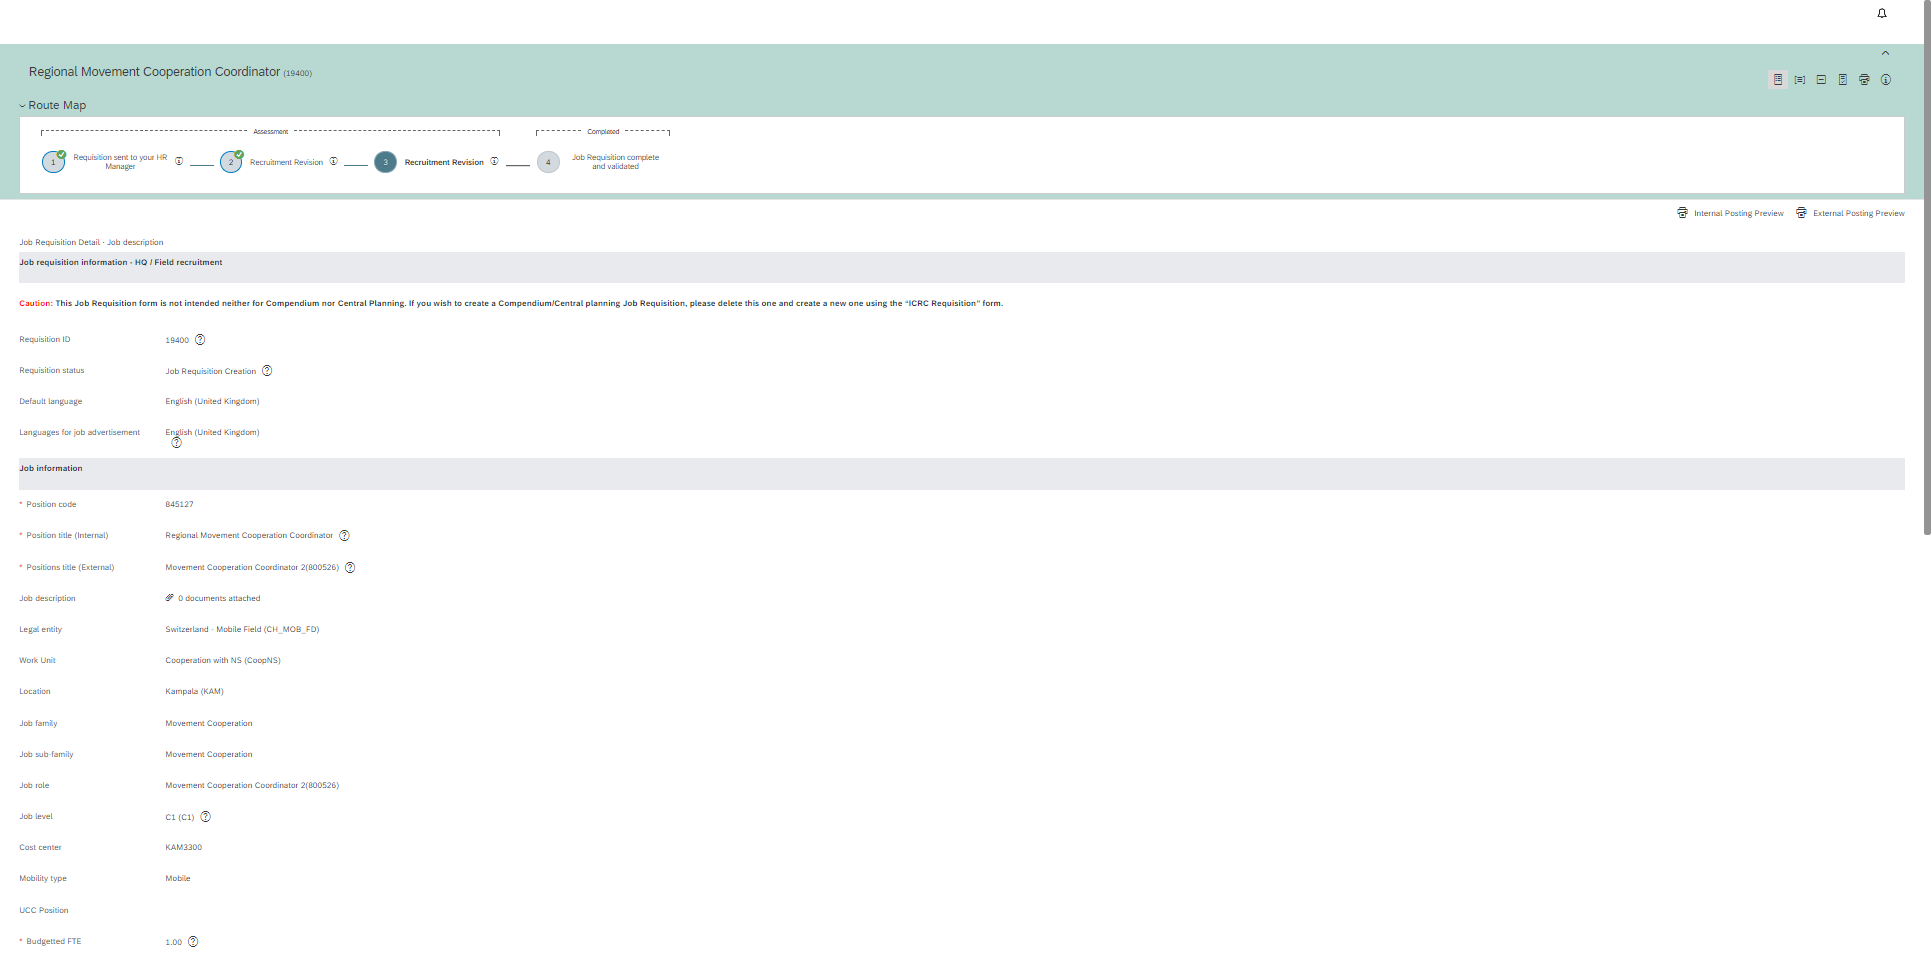 Regional Movement Cooperation Coordinator (19400)
Route Map
Assessment
Completed
1
Requisition sent to your HR
Manager
2
Recruitment Revision
3
Recruitment Revision
4
Job Requisition complete
and validated
Internal Posting Preview
External Posting Preview
Job Requisition Detail - Job description
Job requisition information - HQ / Field recruitment
Caution: This Job Requisition form is not intended neither for Compendium nor Central Planning. If you wish to create a Compendium/Central planning Job Requisition, please delete this one and create a new one using the "ICRC Requisition" form.
Requisition ID 19400
Requisition status Job Requisition Creation
Default language English (United Kingdom)
Languages for job advertisement English (United Kingdom)
Job information
* Position code 845127
* Position title (Internal) Regional Movement Cooperation Coordinator
* Positions title (External) Movement Cooperation Coordinator 2(800526)
Job description 0 documents attached
Legal entity Switzerland - Mobile Field (CH_MOB_FD)
Work Unit Cooperation with NS (CoopNS)
Location Kampala (KAM)
Job family Movement Cooperation
Job sub-family Movement Cooperation
Job role Movement Cooperation Coordinator 2(800526)
Job level C1 (C1)
Cost center KAM3300
Mobility type Mobile
UCC Position
* Budgetted FTE 1.00